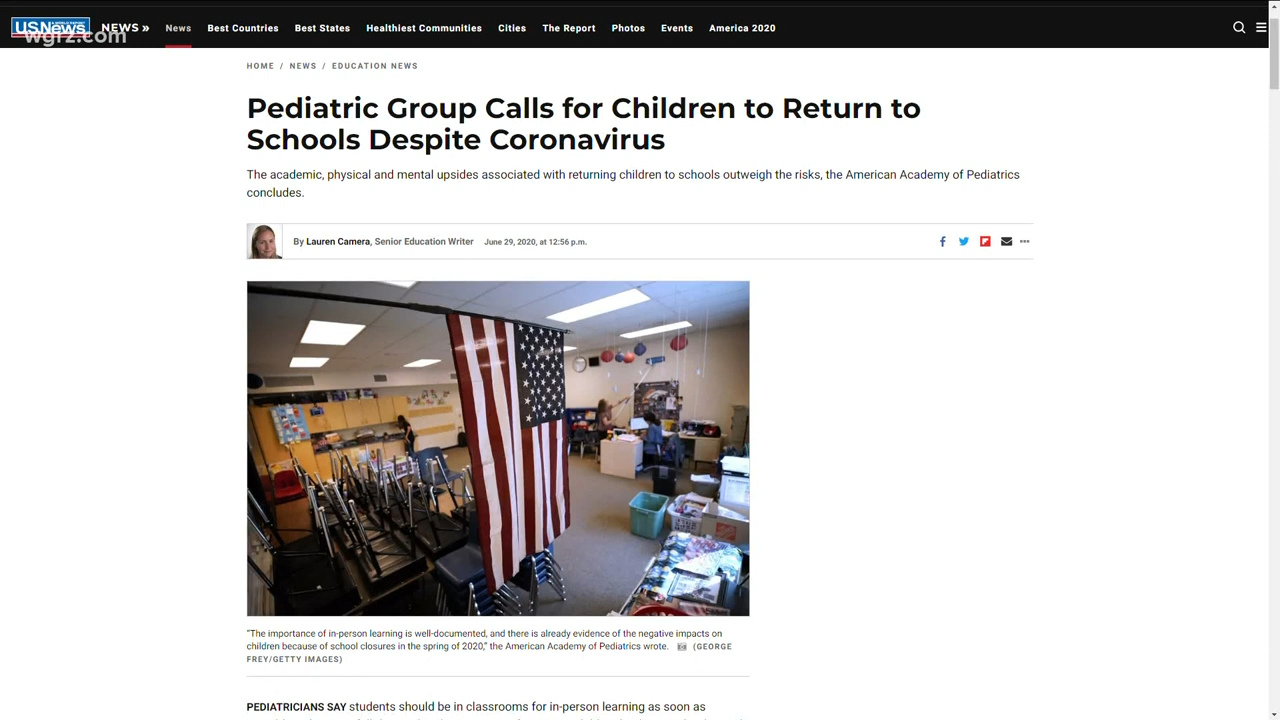 U.S.News
A WORLD REPORT
NEWS »
News
Best Countries
Best States
Healthiest Communities
Cities
The Report
Photos
Events
America 2020
wgrz.com
HOME / NEWS / EDUCATION NEWS
Pediatric Group Calls for Children to Return to
Schools Despite Coronavirus
The academic, physical and mental upsides associated with returning children to schools outweigh the risks, the American Academy of Pediatrics
concludes.
By Lauren Camera, Senior Education Writer June 29, 2020, at 12:56 p.m.
"The importance of in-person learning is well-documented, and there is already evidence of the negative impacts on
children because of school closures in the spring of 2020," the American Academy of Pediatrics wrote. (GEORGE
FREY/GETTY IMAGES)
PEDIATRICIANS SAY students should be in classrooms for in-person learning as soon as